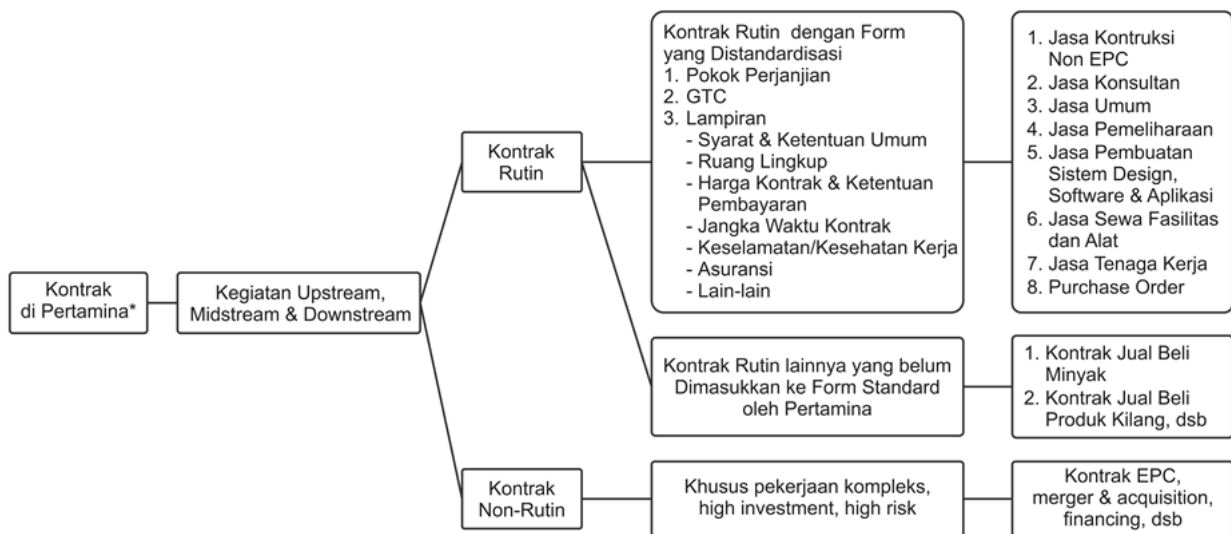 Kontrak
di Pertamina*
Kegiatan Upstream,
Midstream & Downstream
Kontrak
Rutin
Kontrak Rutin dengan Form
yang Distandardisasi
1. Pokok Perjanjian
2. GTC
3. Lampiran
- Syarat & Ketentuan Umum
- Ruang Lingkup
- Harga Kontrak & Ketentuan
Pembayaran
- Jangka Waktu Kontrak
- Keselamatan/Kesehatan Kerja
- Asuransi
- Lain-lain
1. Jasa Kontruksi
Non EPC
2. Jasa Konsultan
3. Jasa Umum
4. Jasa Pemeliharaan
5. Jasa Pembuatan
Sistem Design,
Software & Aplikasi
6. Jasa Sewa Fasilitas
dan Alat
7. Jasa Tenaga Kerja
8. Purchase Order
Kontrak Rutin lainnya yang belum
Dimasukkan ke Form Standard
oleh Pertamina
1. Kontrak Jual Beli
Minyak
2. Kontrak Jual Beli
Produk Kilang, dsb
Kontrak
Non-Rutin
Khusus pekerjaan kompleks,
high investment, high risk
Kontrak EPC,
merger & acquisition,
financing, dsb